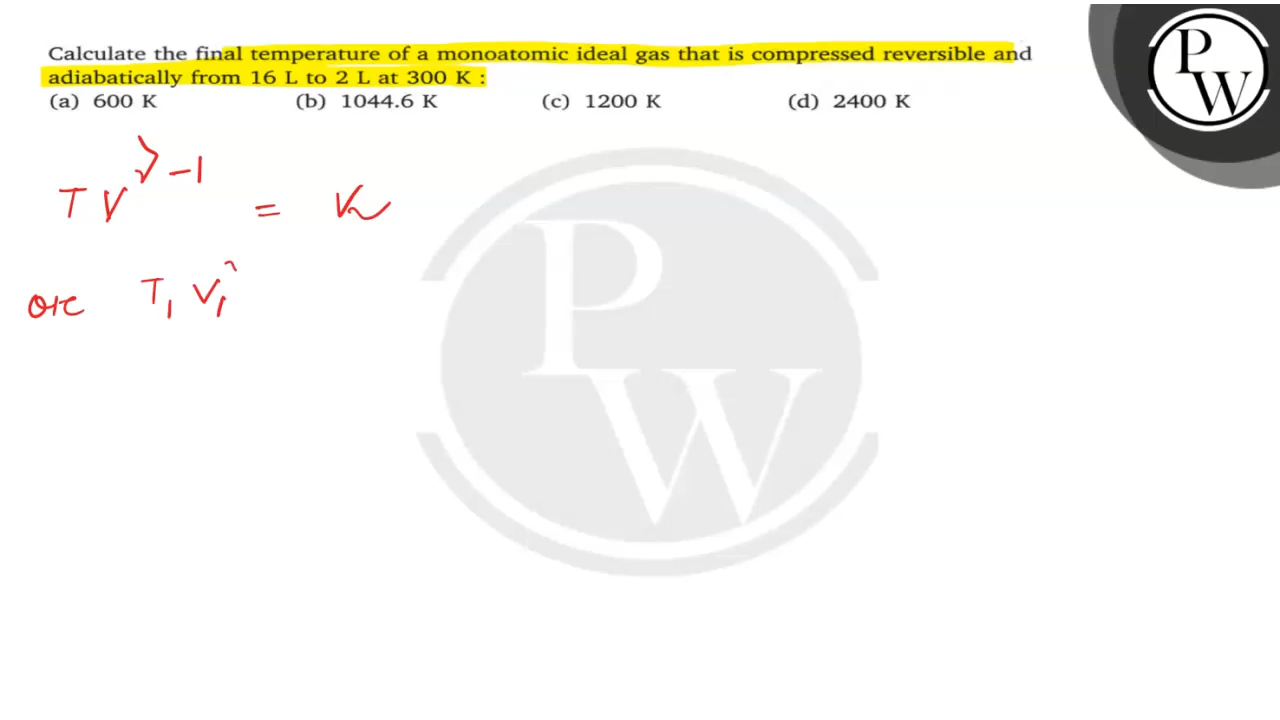 Calculate the final temperature of a monoatomic ideal gas that is compressed reversible and
adiabatically from 16 L to 2 L at 300 K :
(a) 600 K (b) 1044.6 K (c) 1200 K (d) 2400 K
P
W
T V^γ-1 = K
or T₁ V₁
P
W